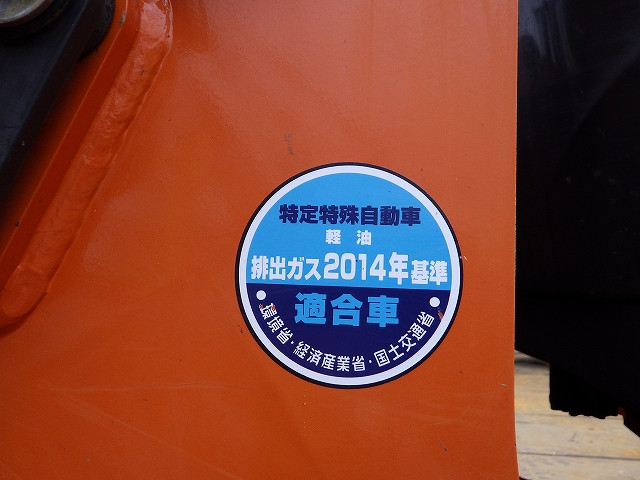 特定特殊自動車
軽油
排出ガス2014年基準
適合車
環境省・経済産業省・国土交通省